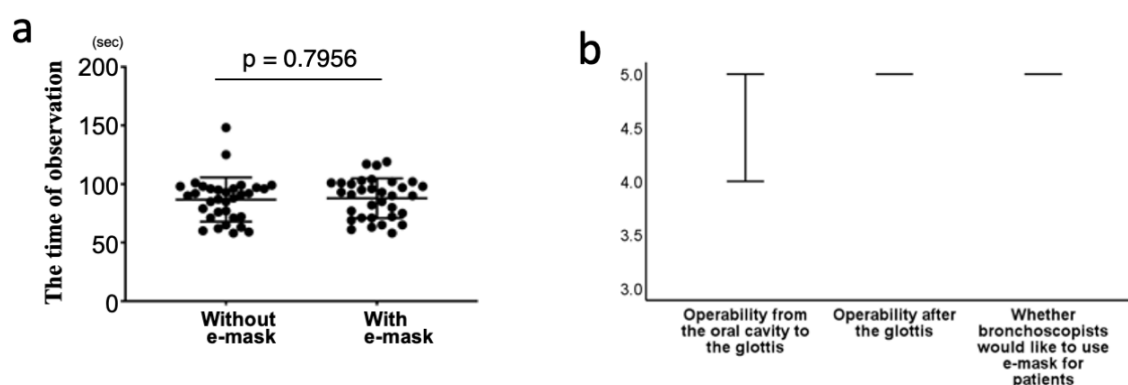 a
(sec)
The time of observation
p = 0.7956
200
150
100
50
0
Without
e-mask
With
e-mask
b
5.0
4.5
4.0
3.5
3.0
Operability from
the oral cavity to
the glottis
Operability after
the glottis
Whether
bronchoscopists
would like to use
e-mask for
patients